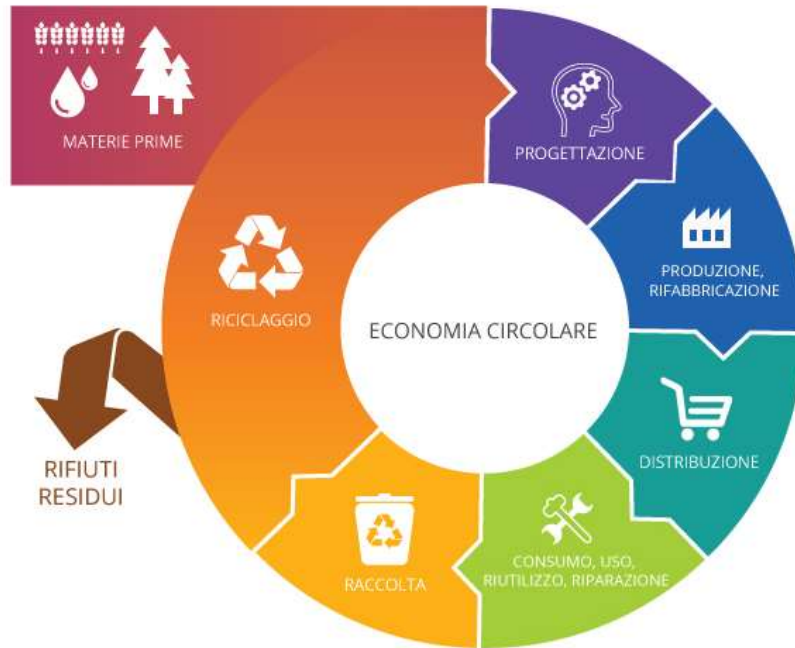 MATERIE PRIME
PROGETTAZIONE
PRODUZIONE,
RIFABBRICAZIONE
RICICLAGGIO
ECONOMIA CIRCOLARE
DISTRIBUZIONE
RIFIUTI
RESIDUI
CONSUMO, USO,
RIUTILIZZO, RIPARAZIONE
RACCOLTA